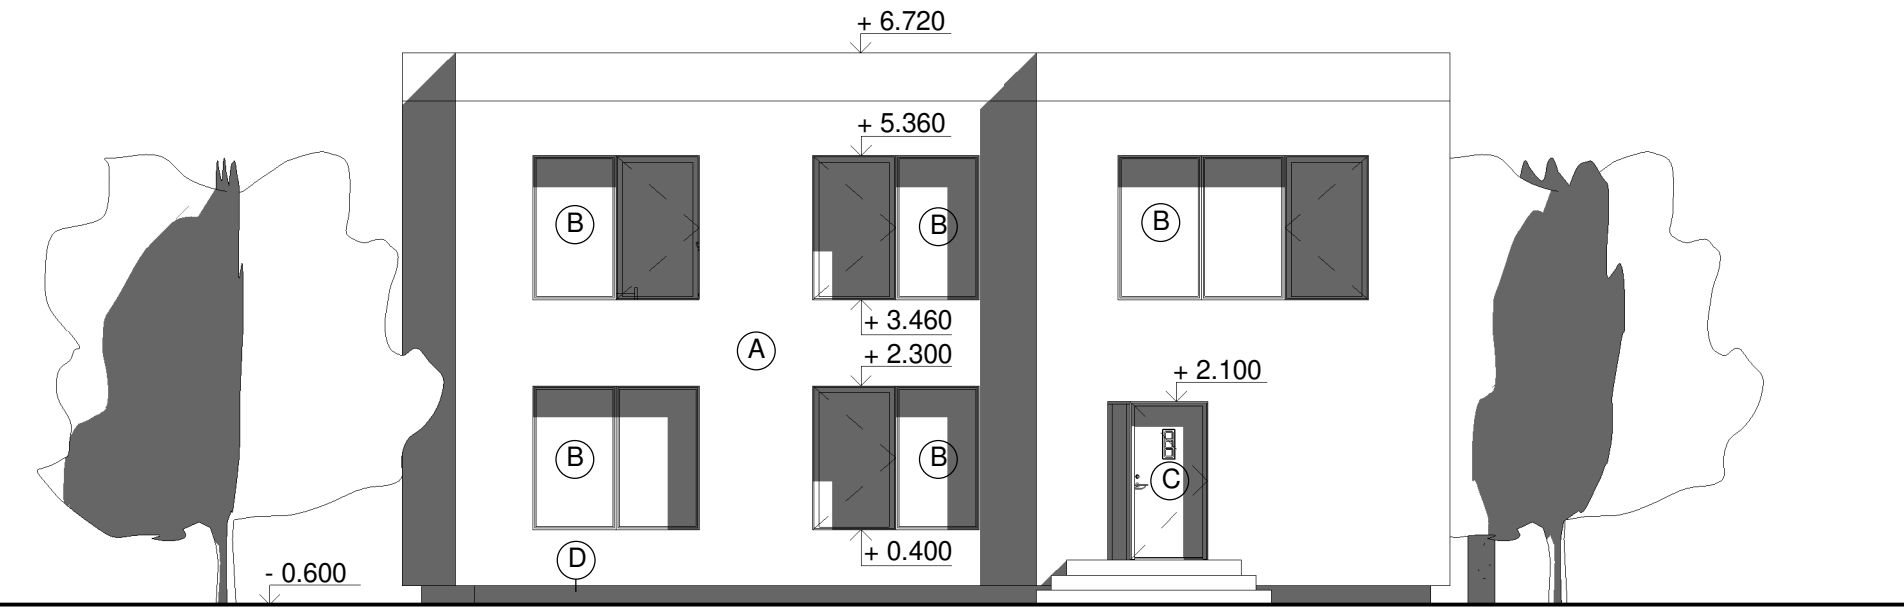 + 6.720
+ 5.360
B
B
B
+ 3.460
A
+ 2.300
+ 2.100
B
B
C
+ 0.400
D
- 0.600